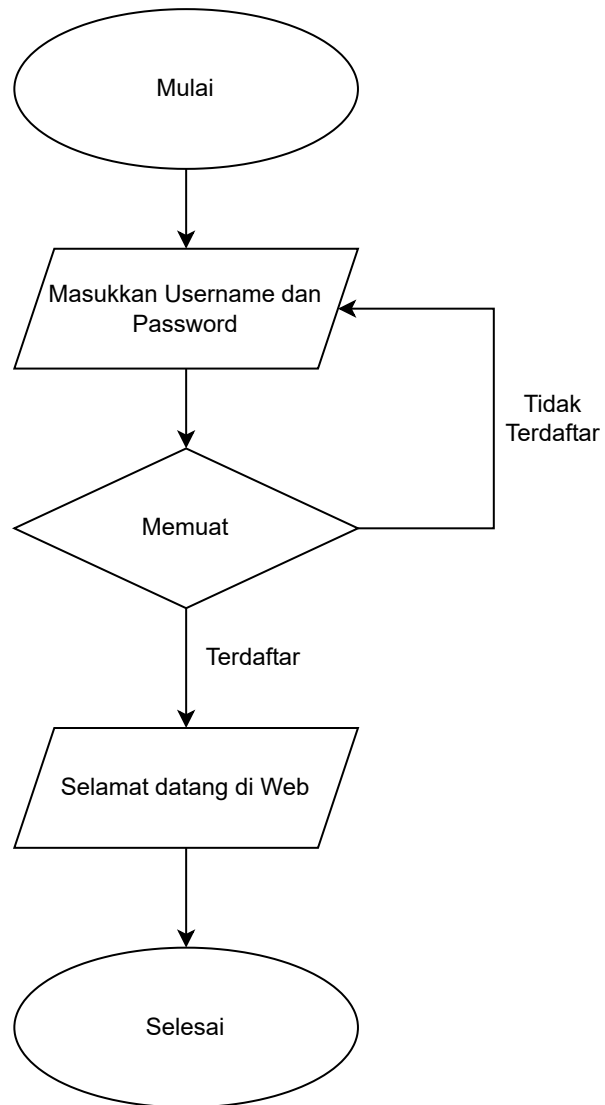 Mulai
Masukkan Username dan
Password
Tidak
Terdaftar
Memuat
Terdaftar
Selamat datang di Web
Selesai